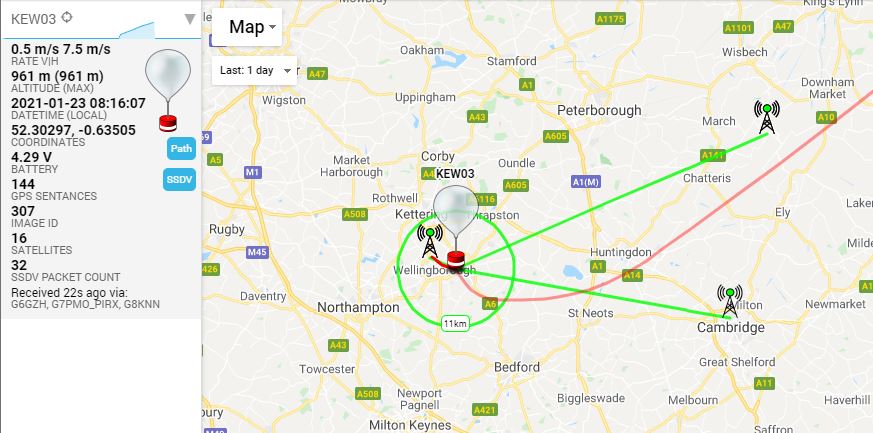 KEW03
0.5 m/s 7.5 m/s
RATE V|H
961 m (961 m)
ALTITUDE (MAX)
2021-01-23 08:16:07
DATETIME (LOCAL)
52.30297, -0.63505
COORDINATES
Path
4.29 V
BATTERY
SSDV
144
GPS SENTANCES
307
IMAGE ID
16
SATELLITES
32
SSDV PACKET COUNT
Received 22s ago via:
G6GZH, G7PMO_PIRX, G8KNN
Map
Last: 1 day
A1175
King's Lynn
A1101
A47
Oakham
Stamford
Wisbech
A47
A1
Wigston
Uppingham
Downham
Market
Peterborough
A43
March
A10
A605
A5
Corby
A141
Market
Harborough
Oundle
M1
KEW03
A605
A1(M)
Chatteris
Rothwell
A508
Kettering
A6116
Thrapston
Ely
Rugby
M45
Huntingdon
426
Wellingborough
A1
A14
Daventry
A6
Newmarket
Northampton
St Neots
11km
Cambridge
A43
Great Shelford
Towcester
Bedford
A11
A508
Newport
Pagnell
Biggleswade
Melbourn
Haverhill
A421
Milton Keynes
Saffron